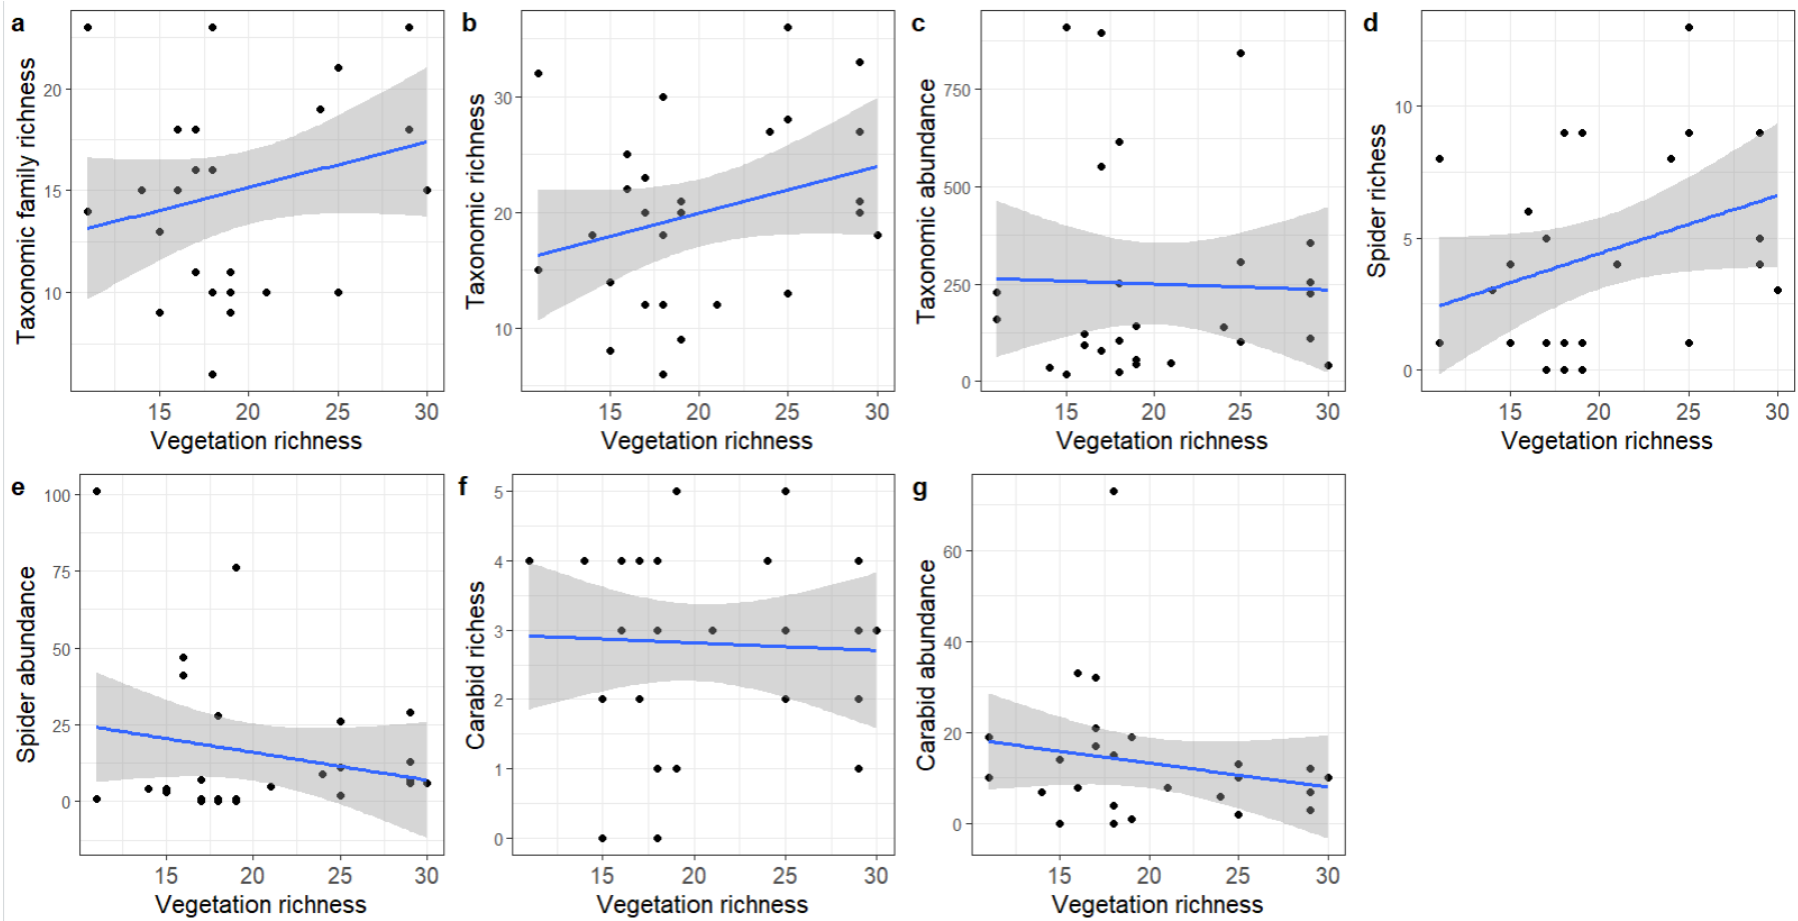 a
Taxonomic family richness
20
15
10
15 20 25 30
Vegetation richness
b
Taxonomic richness
30
20
10
15 20 25 30
Vegetation richness
c
Taxonomic abundance
750
500
250
0
15 20 25 30
Vegetation richness
d
Spider richness
10
5
0
15 20 25 30
Vegetation richness
e
Spider abundance
100
75
50
25
0
15 20 25 30
Vegetation richness
f
Carabid richness
5
4
3
2
1
0
15 20 25 30
Vegetation richness
g
Carabid abundance
60
40
20
0
15 20 25 30
Vegetation richness